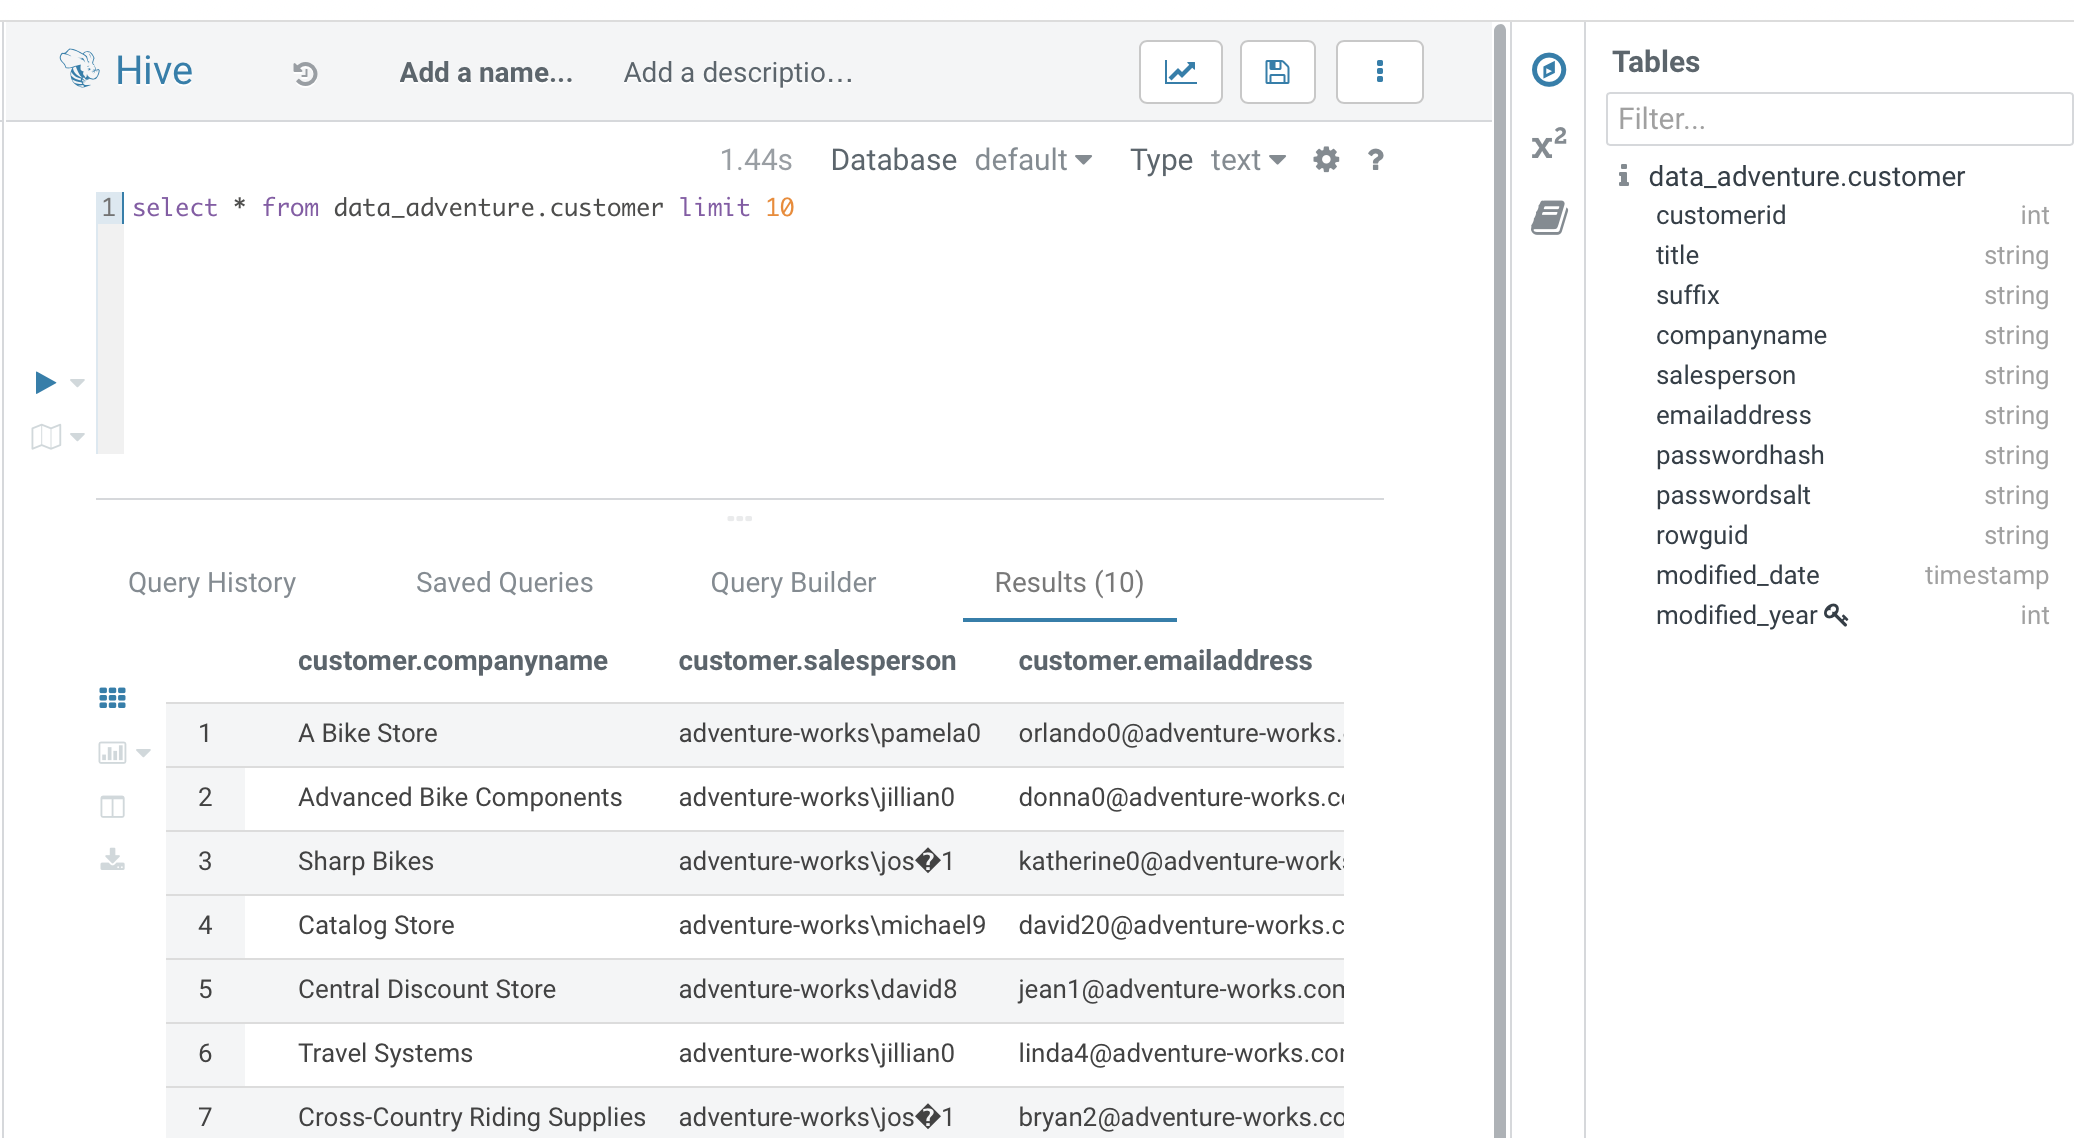 Hive
Add a name...
Add a descriptio...
1.44s Database default Type text ?
1 select * from data_adventure.customer limit 10
Query History Saved Queries Query Builder Results (10)
customer.companyname customer.salesperson customer.emailaddress
1 A Bike Store adventure-works\pamela0 orlando0@adventure-works.
2 Advanced Bike Components adventure-works\jillian0 donna0@adventure-works.c
3 Sharp Bikes adventure-works\jos�1 katherine0@adventure-work
4 Catalog Store adventure-works\michael9 david20@adventure-works.c
5 Central Discount Store adventure-works\david8 jean1@adventure-works.com
6 Travel Systems adventure-works\jillian0 linda4@adventure-works.co
7 Cross-Country Riding Supplies adventure-works\jos�1 bryan2@adventure-works.co
x²
Tables
Filter...
i data_adventure.customer
customerid int
title string
suffix string
companyname string
salesperson string
emailaddress string
passwordhash string
passwordsalt string
rowguid string
modified_date timestamp
modified_year int